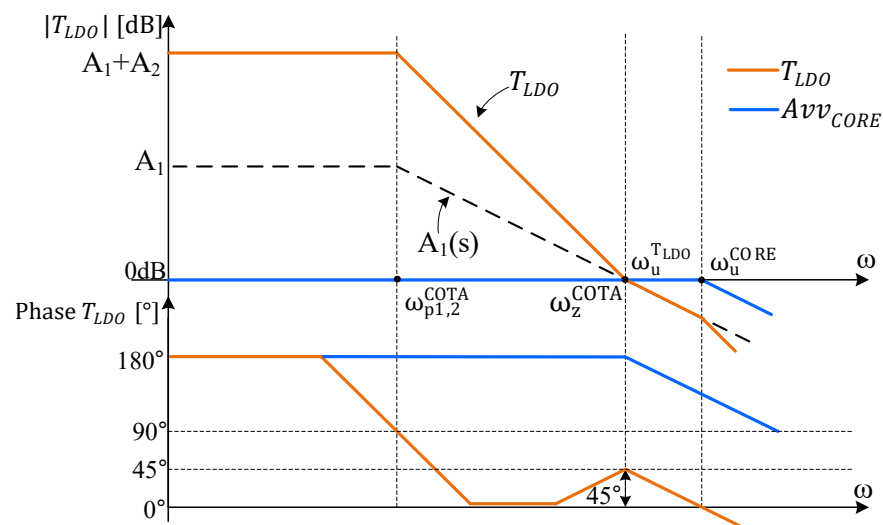 |T_LDO| [dB]
A₁+A₂
T_LDO
T_LDO
Avv_CORE
A₁
A₁(s)
0dB
ω_u^T_LDO
ω_u^CORE
ω
ω_p1,2^COTA
ω_z^COTA
Phase T_LDO [°]
180°
90°
45°
45°
0°
ω